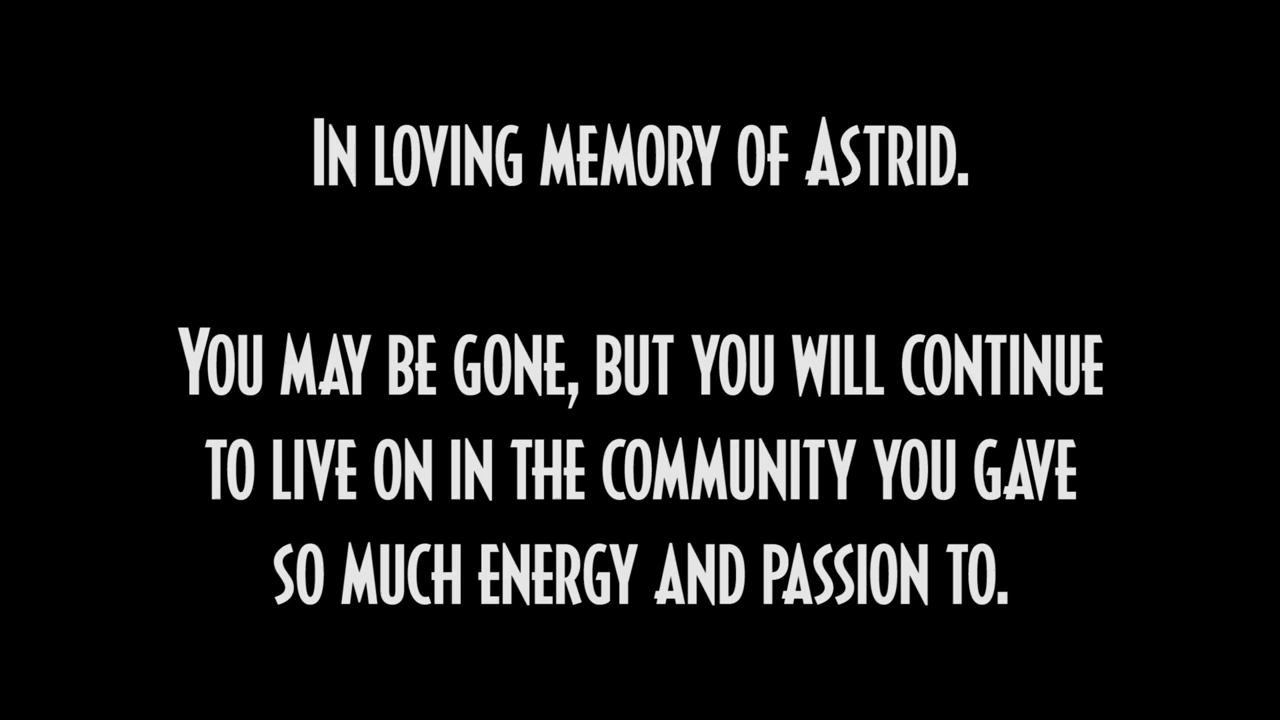 In loving memory of Astrid.
You may be gone, but you will continue
to live on in the community you gave
so much energy and passion to.